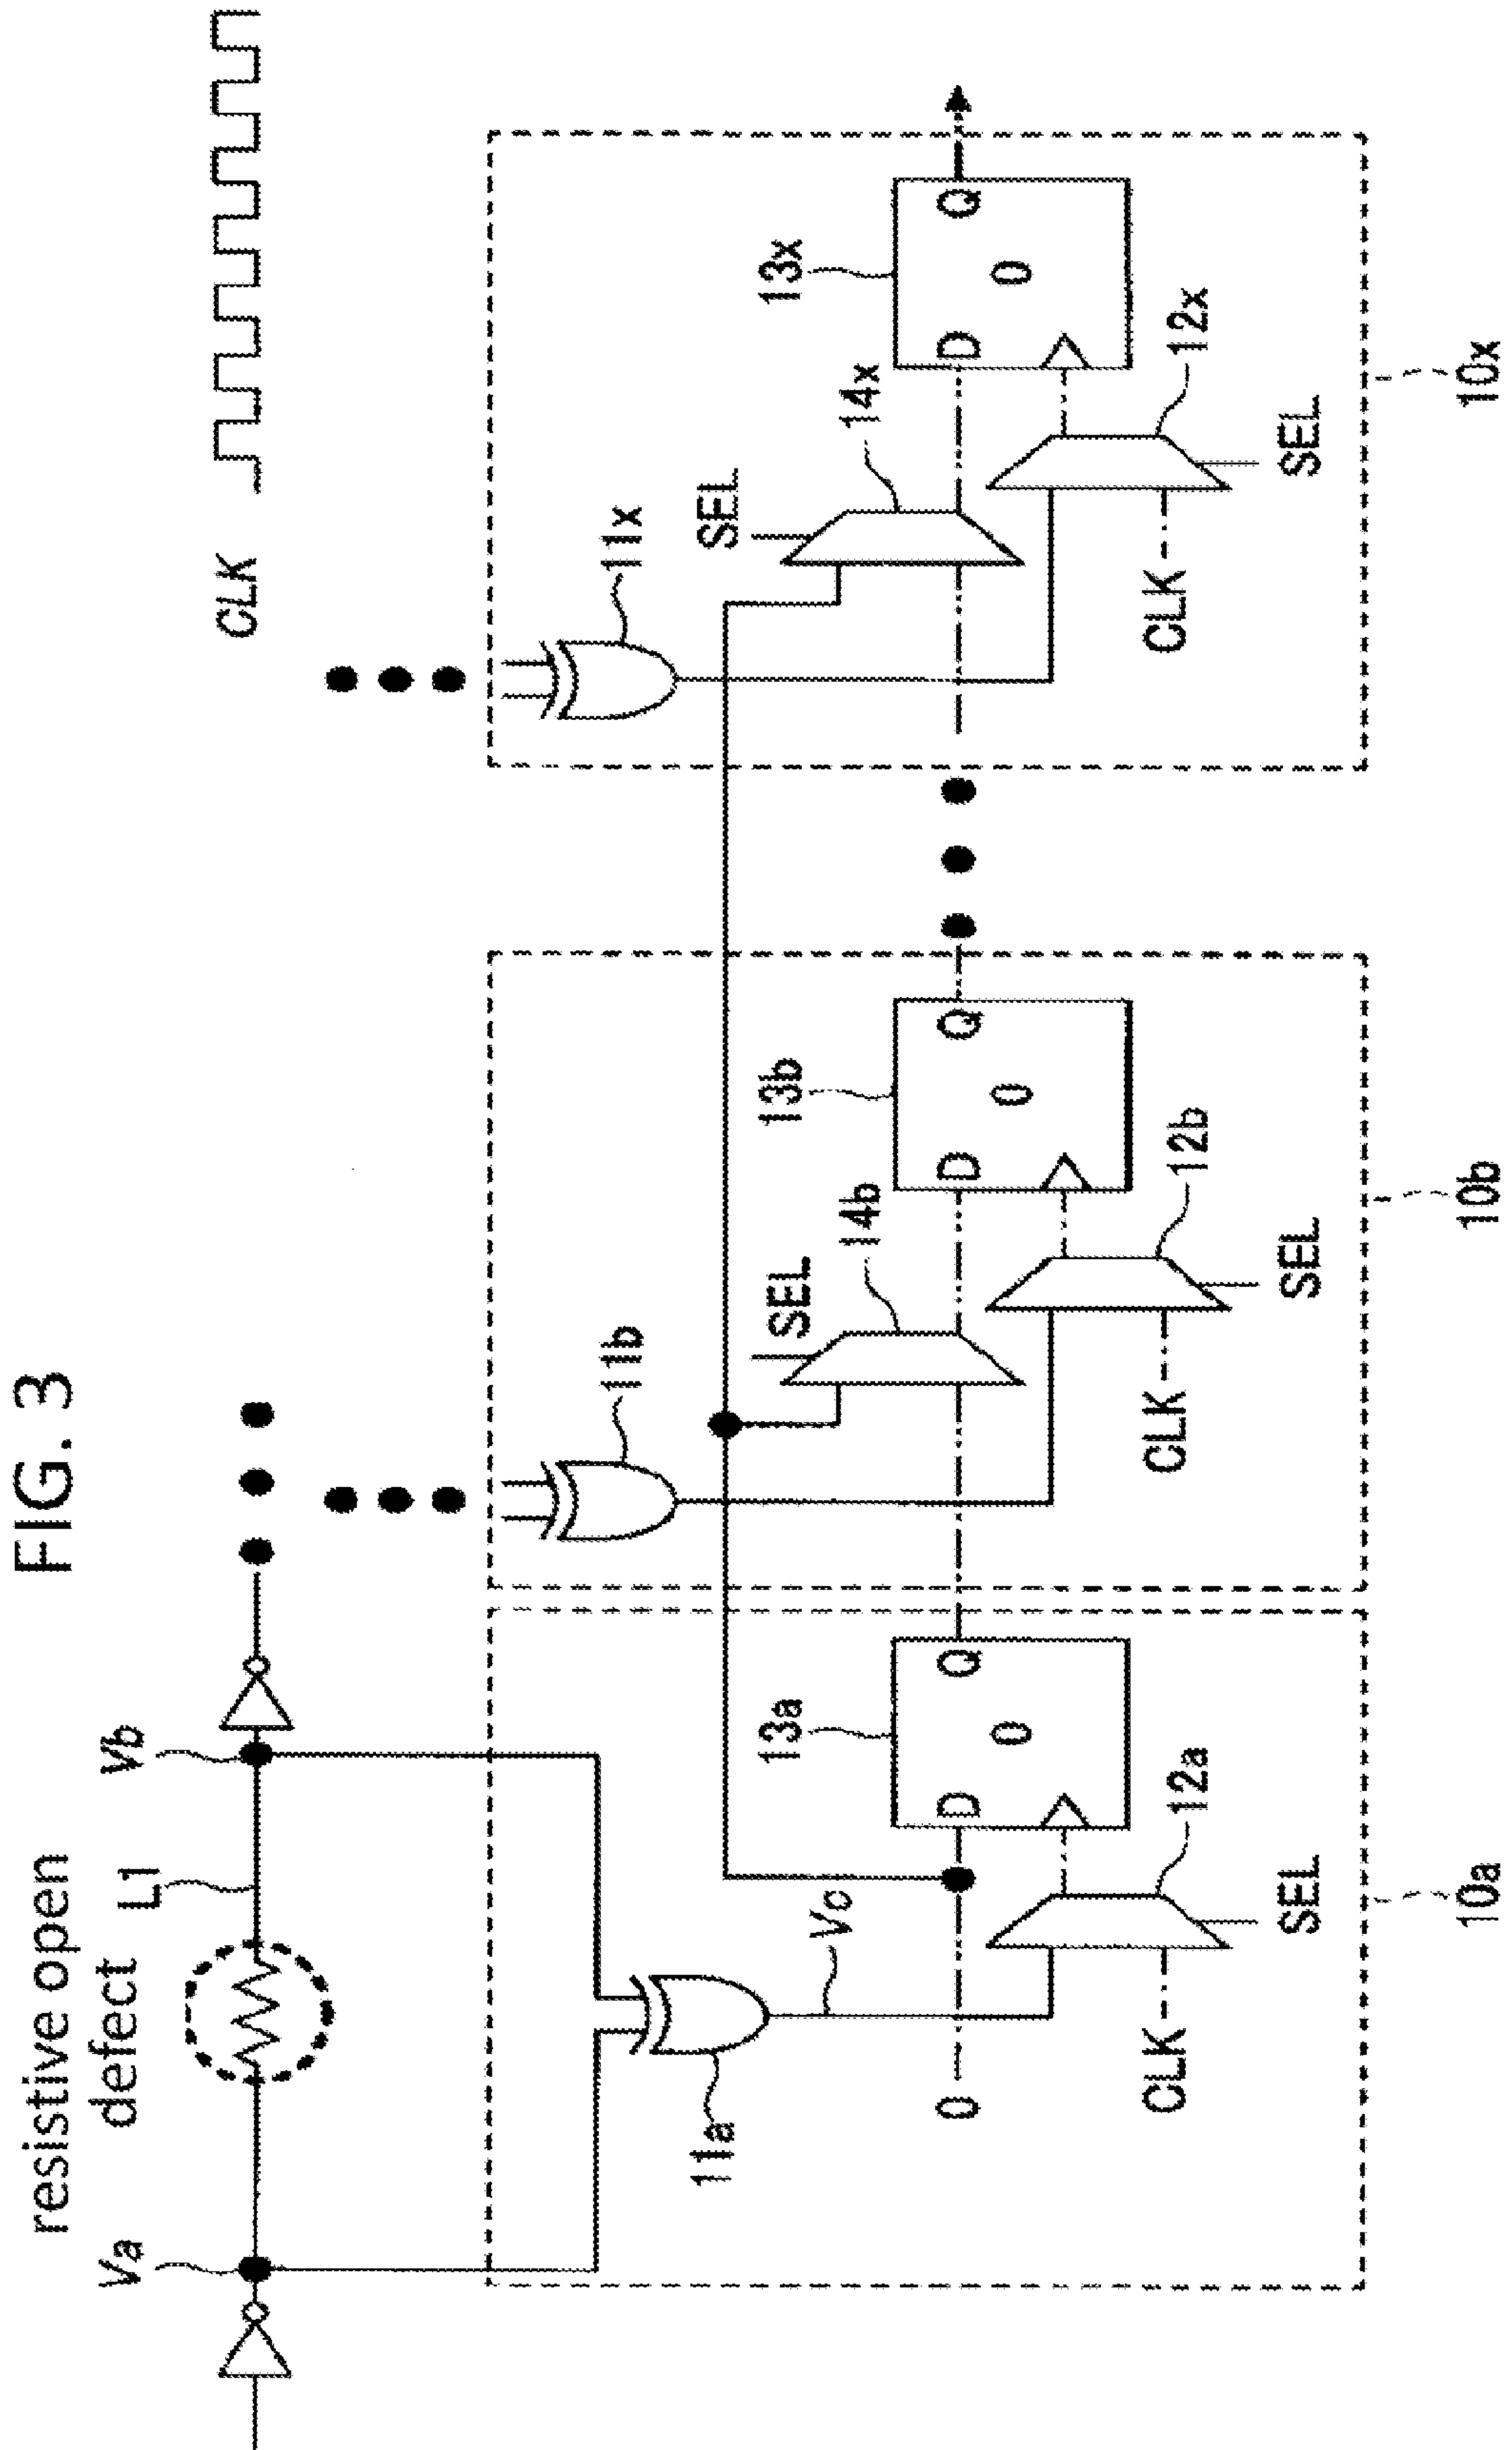 FIG. 3
resistive open
defect
L1
Va
Vb
CLK
11a
Vc
0
13a
D
Q
0
12a
CLK
SEL
10a
11b
SEL
14b
13b
D
Q
0
12b
CLK
SEL
10b
11x
SEL
14x
13x
D
Q
0
12x
CLK
SEL
10x